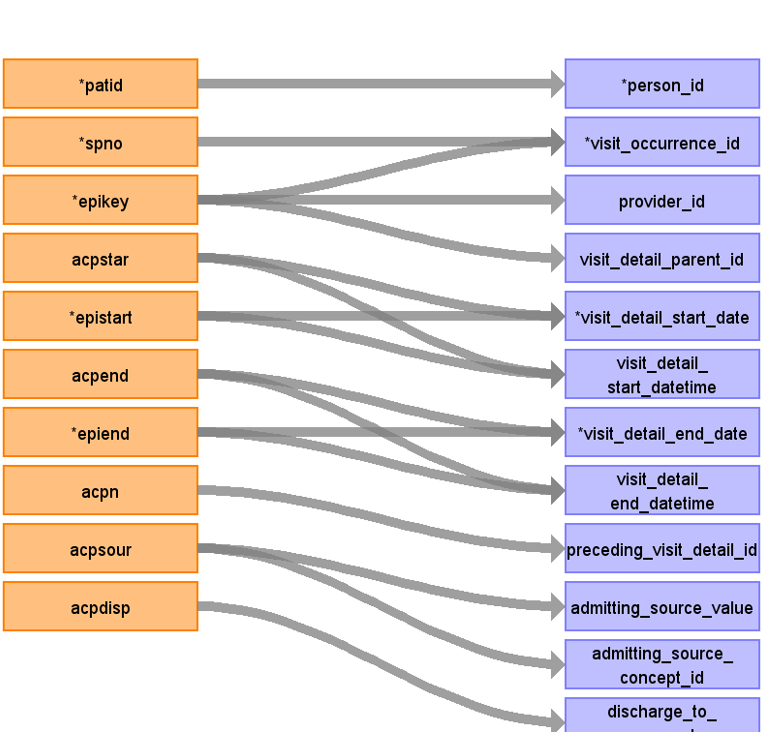 *patid
*person_id
*spno
*visit_occurrence_id
*epikey
provider_id
acpstar
visit_detail_parent_id
*epistart
*visit_detail_start_date
acpend
visit_detail_
start_datetime
*epiend
*visit_detail_end_date
acpn
visit_detail_
end_datetime
acpsour
preceding_visit_detail_id
acpdisp
admitting_source_value
admitting_source_
concept_id
discharge_to_